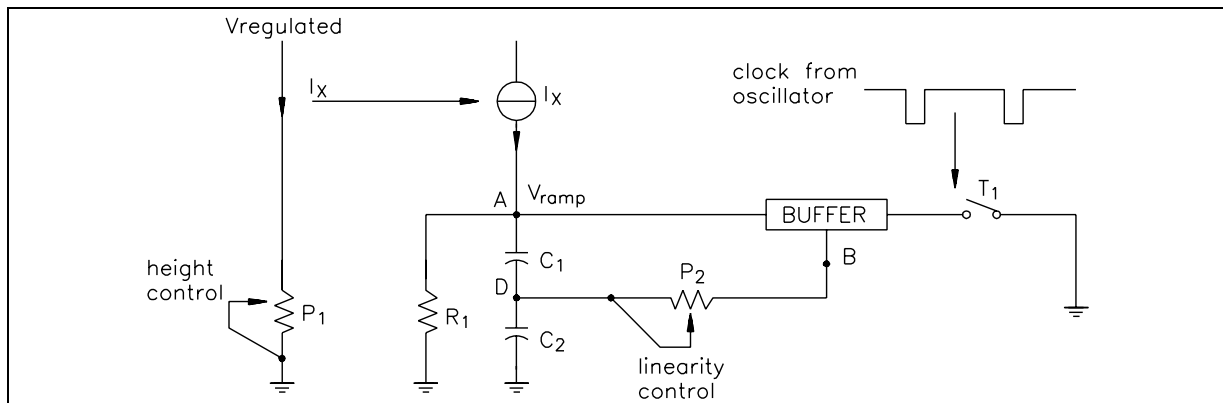 Vregulated
IX
IX
clock from
oscillator
A
Vramp
T1
BUFFER
B
height
control
P1
R1
C1
D
P2
C2
linearity
control